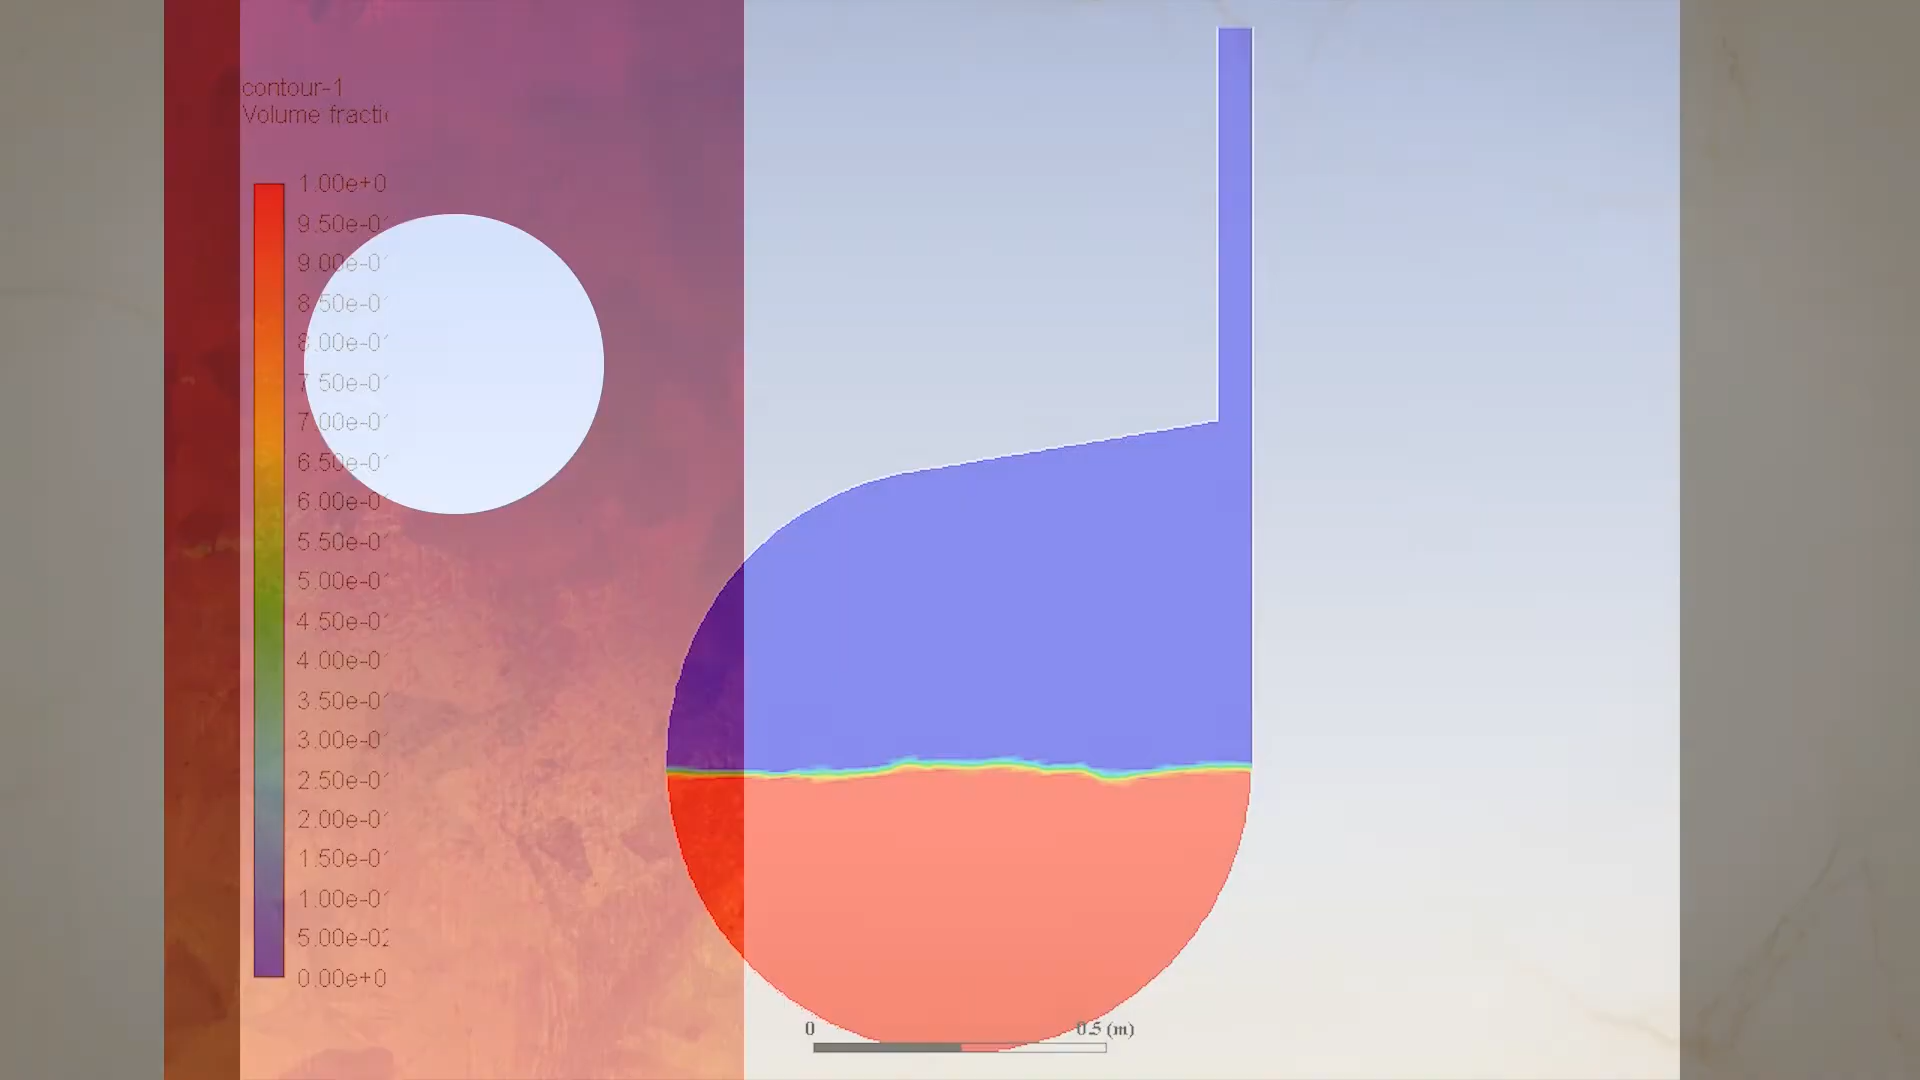 contour-1
Volume fracti
1.00e+0
9.50e-0
9.00e-0
8.50e-0
8.00e-0
7.50e-0
7.00e-0
6.50e-0
6.00e-0
5.50e-0
5.00e-0
4.50e-0
4.00e-0
3.50e-0
3.00e-0
2.50e-0
2.00e-0
1.50e-0
1.00e-0
5.00e-02
0.00e+0
0 0.5 (m)